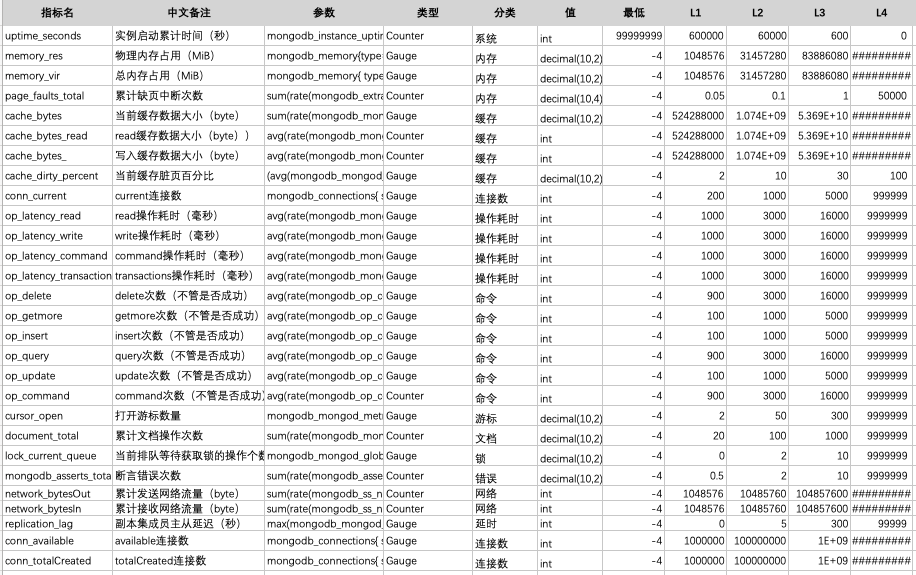 指标名 中文备注 参数 类型 分类 值 最低 L1 L2 L3 L4
uptime_seconds 实例启动累计时间（秒） mongodb_instance_uptir Counter 系统 int 99999999 600000 60000 600 0
memory_res 物理内存占用（MiB） mongodb_memory{type Gauge 内存 decimal(10,2) -4 1048576 31457280 83886080 #########
memory_vir 总内存占用（MiB） mongodb_memory{ type Gauge 内存 decimal(10,2) -4 1048576 31457280 83886080 #########
page_faults_total 累计缺页中断次数 sum(rate(mongodb_extra Counter 内存 decimal(10,4) -4 0.05 0.1 1 50000
cache_bytes 当前缓存数据大小（byte） sum(rate(mongodb_mon Gauge 缓存 decimal(10,2) -4 524288000 1.074E+09 5.369E+10 #########
cache_bytes_read read缓存数据大小（byte）） avg(rate(mongodb_mong Counter 缓存 int -4 524288000 1.074E+09 5.369E+10 #########
cache_bytes_ 写入缓存数据大小（byte） avg(rate(mongodb_mong Counter 缓存 int -4 524288000 1.074E+09 5.369E+10 #########
cache_dirty_percent 当前缓存脏页百分比 (avg(mongodb_mongod_ Gauge 缓存 decimal(10,2) -4 2 10 30 100
conn_current current连接数 mongodb_connections{ s Gauge 连接数 int -4 200 1000 5000 999999
op_latency_read read操作耗时（毫秒） avg(rate(mongodb_mong Gauge 操作耗时 int -4 1000 3000 16000 9999999
op_latency_write write操作耗时（毫秒） avg(rate(mongodb_mong Gauge 操作耗时 int -4 1000 3000 16000 9999999
op_latency_command command操作耗时（毫秒） avg(rate(mongodb_mong Gauge 操作耗时 int -4 1000 3000 16000 9999999
op_latency_transaction transactions操作耗时（毫秒） avg(rate(mongodb_mong Gauge 操作耗时 int -4 1000 3000 16000 9999999
op_delete delete次数（不管是否成功） avg(rate(mongodb_op_c Gauge 命令 int -4 900 3000 16000 9999999
op_getmore getmore次数（不管是否成功） avg(rate(mongodb_op_c Gauge 命令 int -4 100 1000 5000 9999999
op_insert insert次数（不管是否成功） avg(rate(mongodb_op_c Gauge 命令 int -4 100 1000 5000 9999999
op_query query次数（不管是否成功） avg(rate(mongodb_op_c Gauge 命令 int -4 900 3000 16000 9999999
op_update update次数（不管是否成功） avg(rate(mongodb_op_c Gauge 命令 int -4 100 1000 5000 9999999
op_command command次数（不管是否成功） avg(rate(mongodb_op_c Counter 命令 int -4 900 3000 16000 9999999
cursor_open 打开游标数量 mongodb_mongod_metr Gauge 游标 decimal(10,2) -4 2 50 300 9999999
document_total 累计文档操作次数 sum(rate(mongodb_mon Counter 文档 decimal(10,2) -4 20 100 1000 9999999
lock_current_queue 当前排队等待获取锁的操作个数 mongodb_mongod_glob Gauge 锁 decimal(10,2) -4 0 2 10 9999999
mongodb_asserts_tota 断言错误次数 sum(rate(mongodb_asse Counter 错误 decimal(10,2) -4 0.5 2 10 9999999
network_bytesOut 累计发送网络流量（byte） sum(rate(mongodb_ss_n Counter 网络 int -4 1048576 10485760 104857600 #########
network_bytesIn 累计接收网络流量（byte） sum(rate(mongodb_ss_n Counter 网络 int -4 1048576 10485760 104857600 #########
replication_lag 副本集成员主从延迟（秒） max(mongodb_mongod_ Gauge 延时 int -4 0 5 300 99999
conn_available available连接数 mongodb_connections{ s Gauge 连接数 int -4 1000000 100000000 1E+09 #########
conn_totalCreated totalCreated连接数 mongodb_connections{ s Gauge 连接数 int -4 1000000 100000000 1E+09 #########